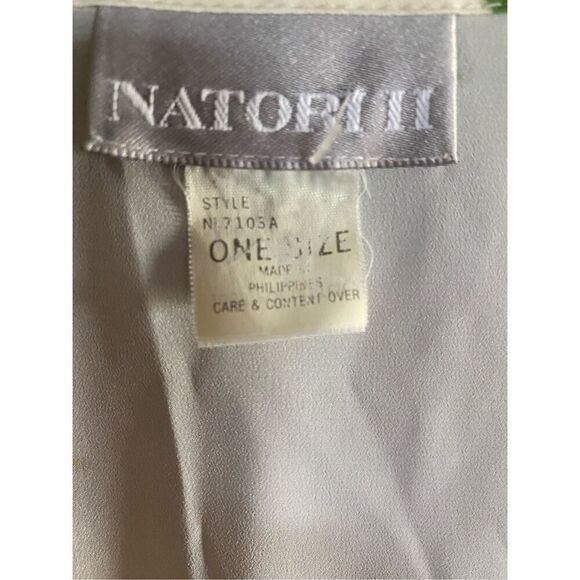 NATORI II
STYLE
N 7103A
ONE SIZE
MADE IN
PHILIPPINES
CARE & CONTENT OVER